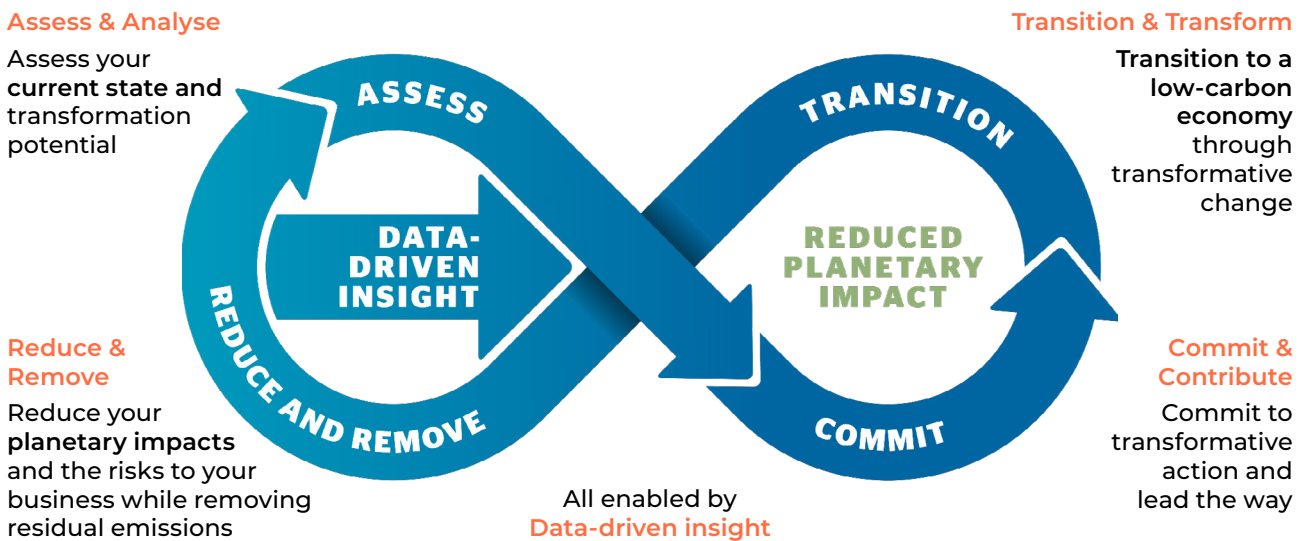 Assess & Analyse
Assess your
current state and
transformation
potential
Transition & Transform
Transition to a
low-carbon
economy
through
transformative
change
ASSESS
TRANSITION
DATA-
DRIVEN
INSIGHT
REDUCED
PLANETARY
IMPACT
REDUCE AND REMOVE
COMMIT
Reduce &
Remove
Reduce your
planetary impacts
and the risks to your
business while removing
residual emissions
All enabled by
Data-driven insight
Commit &
Contribute
Commit to
transformative
action and
lead the way